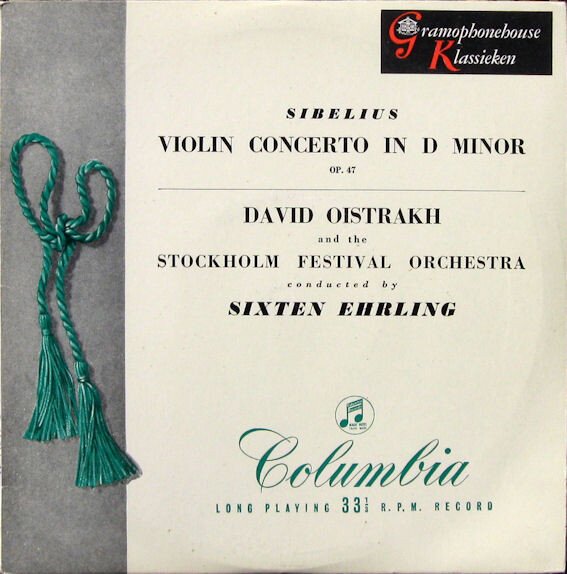 Gramophonehouse
Klassieken
SIBELIUS
VIOLIN CONCERTO IN D MINOR
OP. 47
DAVID OISTRAKH
and the
STOCKHOLM FESTIVAL ORCHESTRA
conducted by
SIXTEN EHRLING
Columbia
LONG PLAYING 33⅓ R.P.M. RECORD